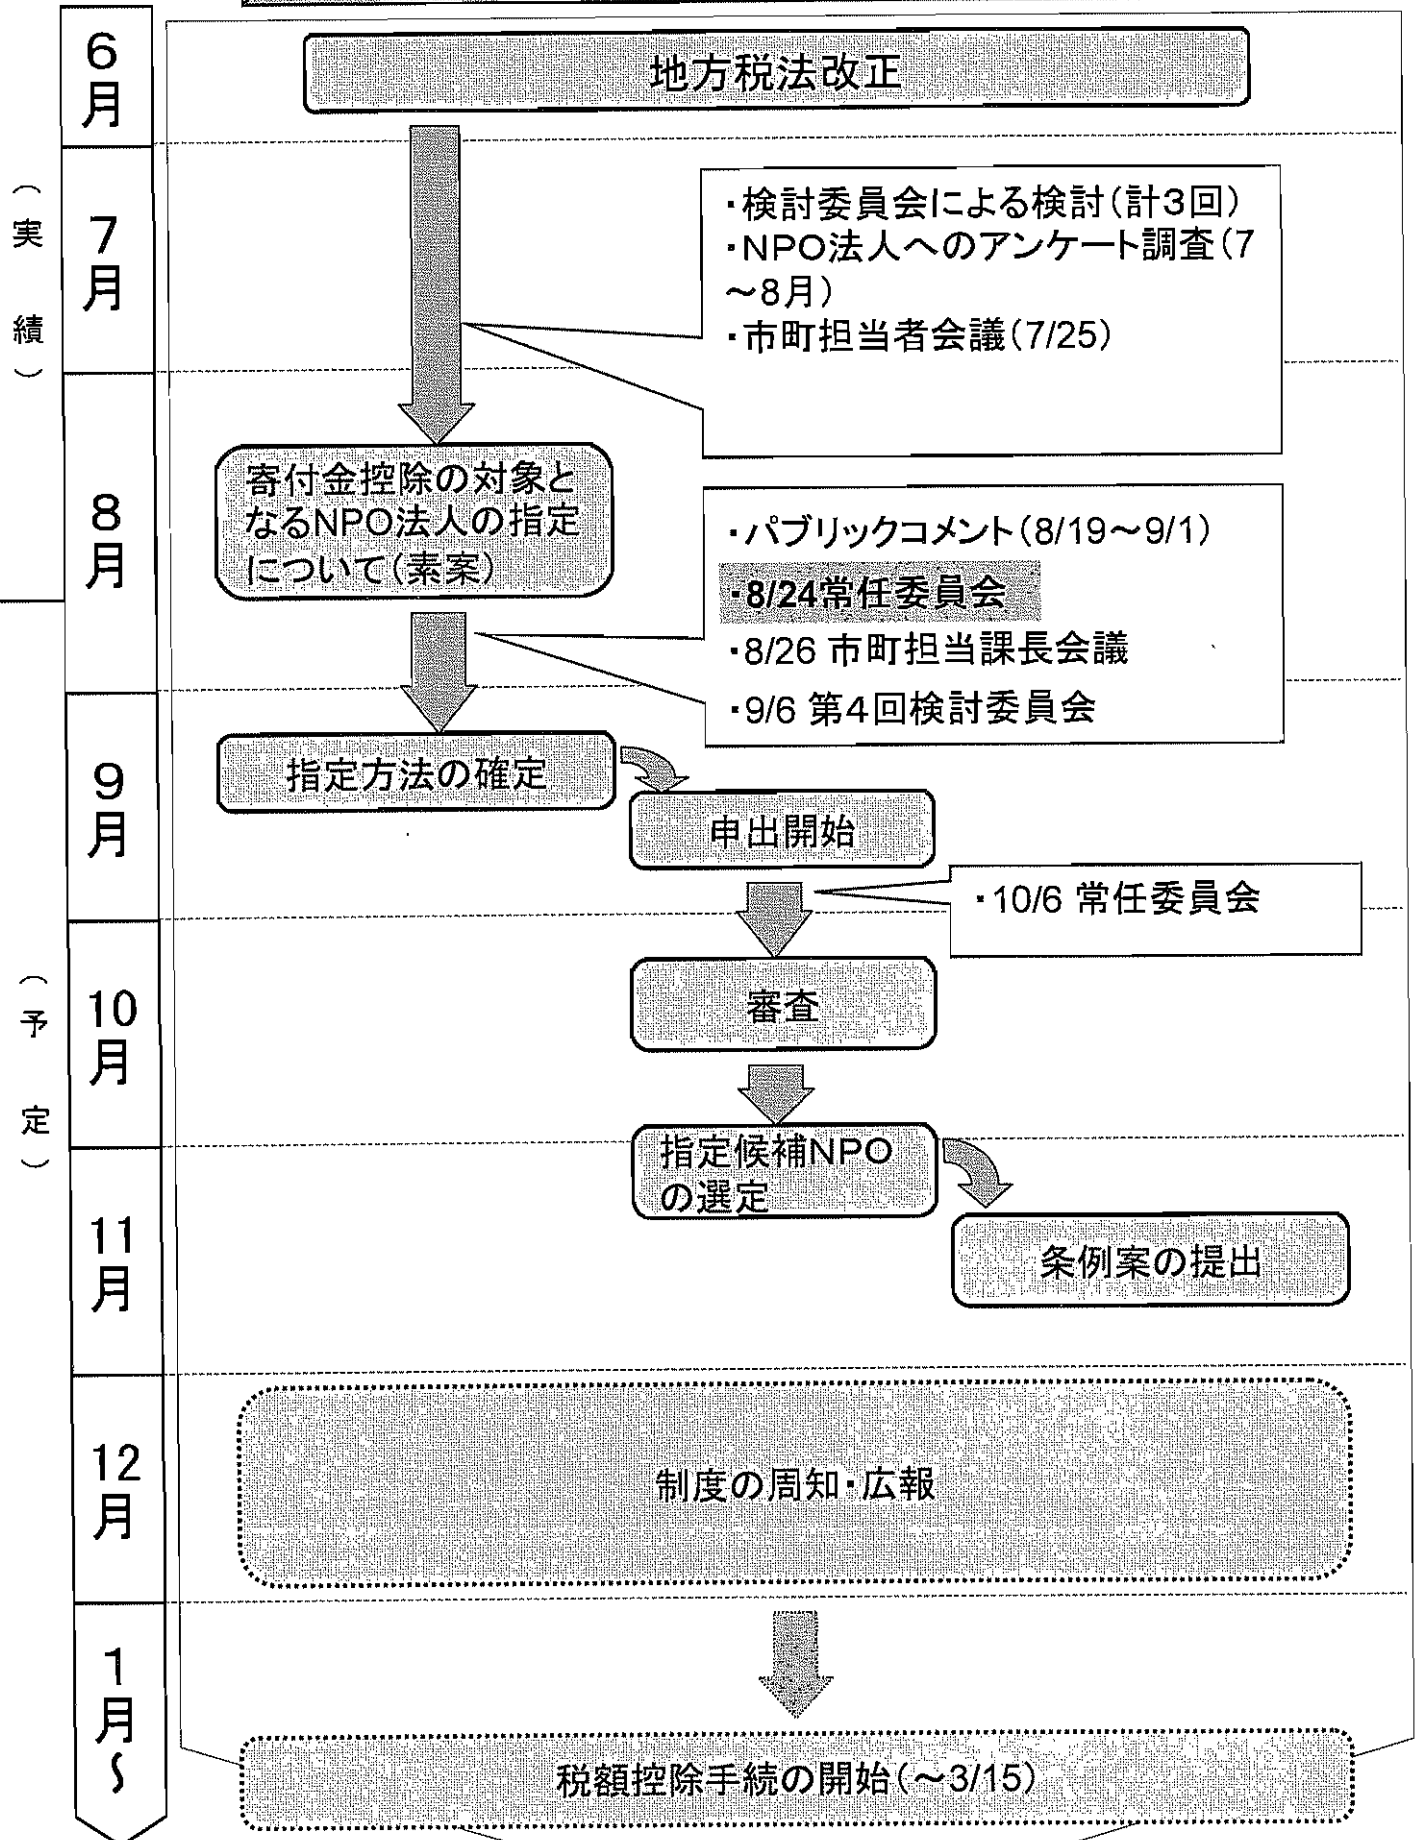 6月
地方税法改正
(実績)
7月
・検討委員会による検討(計3回)
・NPO法人へのアンケート調査(7
～8月)
・市町担当者会議(7/25)
8月
寄付金控除の対象と
なるNPO法人の指定
について(素案)
・パブリックコメント(8/19～9/1)
・8/24常任委員会
・8/26 市町担当課長会議
・9/6 第4回検討委員会
9月
指定方法の確定
申出開始
・10/6 常任委員会
(予定)
10月
審査
指定候補NPO
の選定
11月
条例案の提出
12月
制度の周知・広報
1月～
税額控除手続の開始(～3/15)